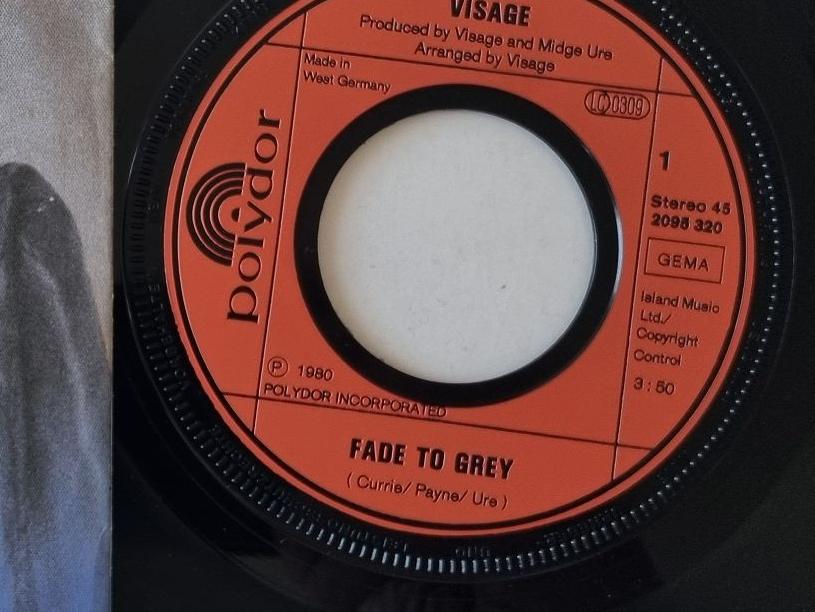 VISAGE
Produced by Visage and Midge Ure
Arranged by Visage
Made in
West Germany
LC 0309
polydor
1
Stereo 45
2095 320
GEMA
Island Music
Ltd./
Copyright
Control
3:50
Ⓟ 1980
POLYDOR INCORPORATED
FADE TO GREY
( Currie/ Payne/ Ure )